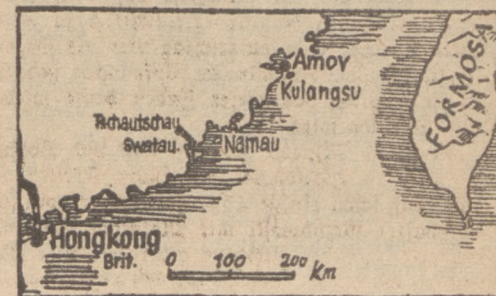 Amoy
Kulangsu
FORMOSA
Tschautschau
Swatau.
Namau
Hongkong
Brit.
0 100 200 Km